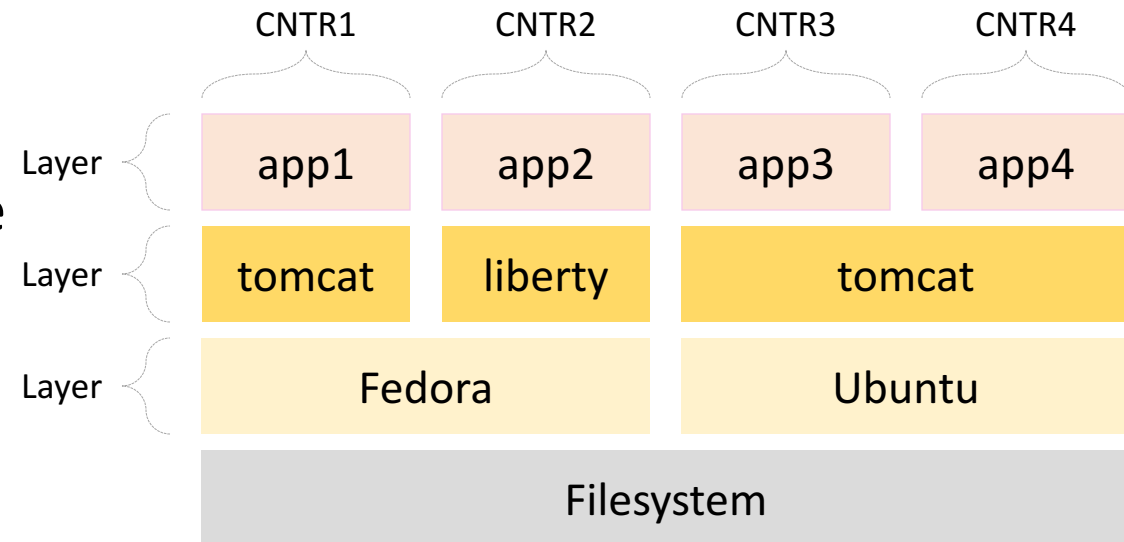 CNTR1 CNTR2 CNTR3 CNTR4
Layer app1 app2 app3 app4
e
Layer tomcat liberty tomcat
Layer Fedora Ubuntu
Filesystem